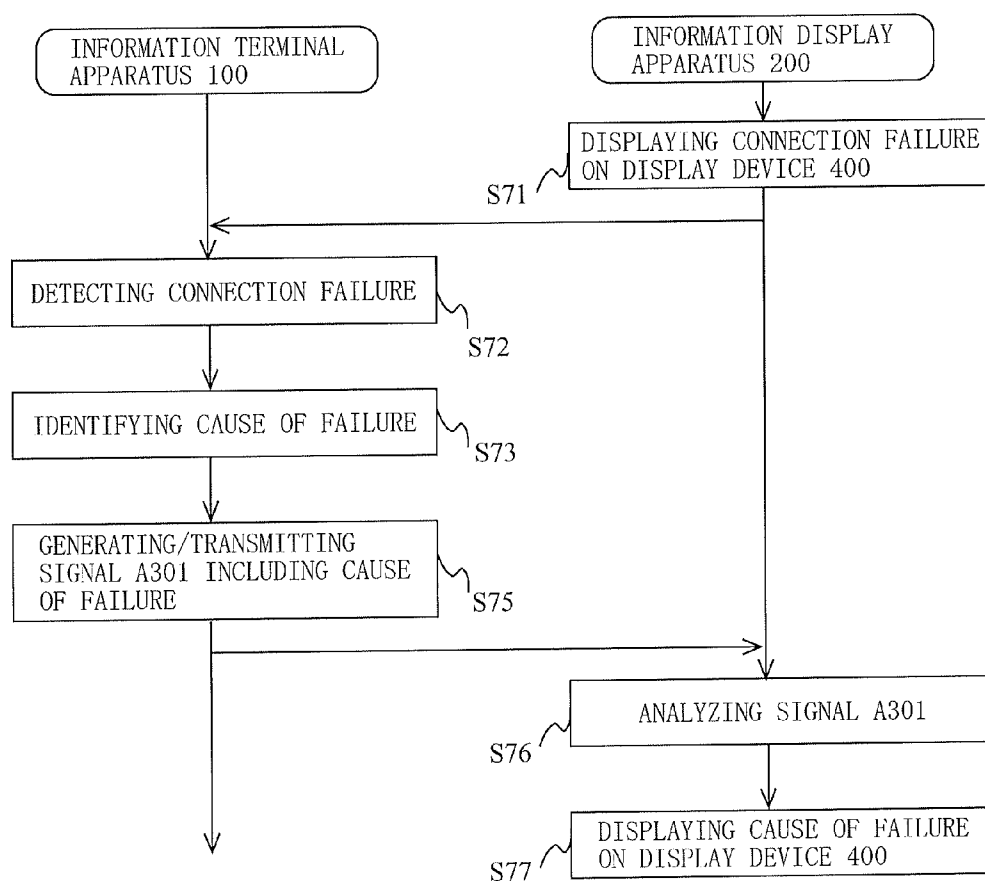 INFORMATION TERMINAL
APPARATUS 100
INFORMATION DISPLAY
APPARATUS 200
DISPLAYING CONNECTION FAILURE
ON DISPLAY DEVICE 400
S71
DETECTING CONNECTION FAILURE
S72
IDENTIFYING CAUSE OF FAILURE
S73
GENERATING/TRANSMITTING
SIGNAL A301 INCLUDING CAUSE
OF FAILURE
S75
ANALYZING SIGNAL A301
S76
DISPLAYING CAUSE OF FAILURE
ON DISPLAY DEVICE 400
S77